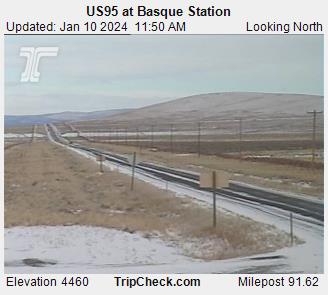 US95 at Basque Station
Updated: Jan 10 2024 11:50 AM Looking North
Elevation 4460 TripCheck.com Milepost 91.62